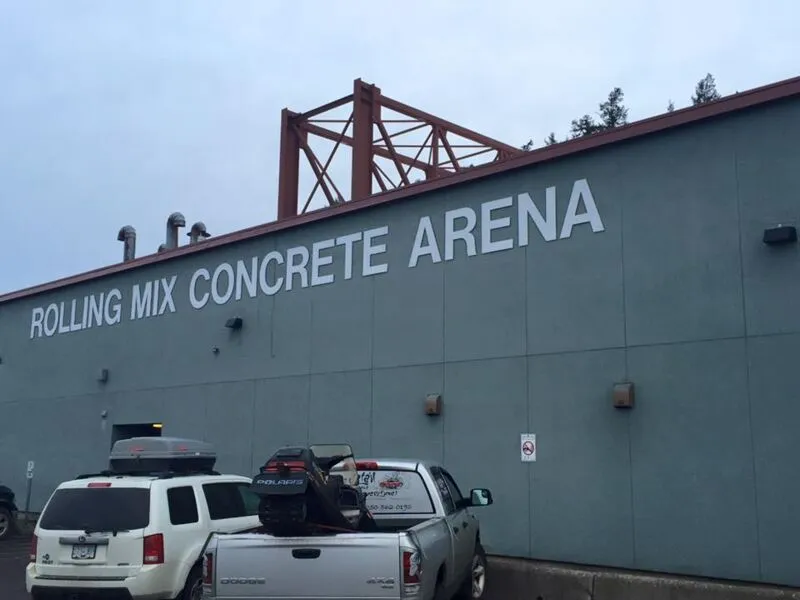 ROLLING MIX CONCRETE ARENA
POLARIS
DODGE
4X4